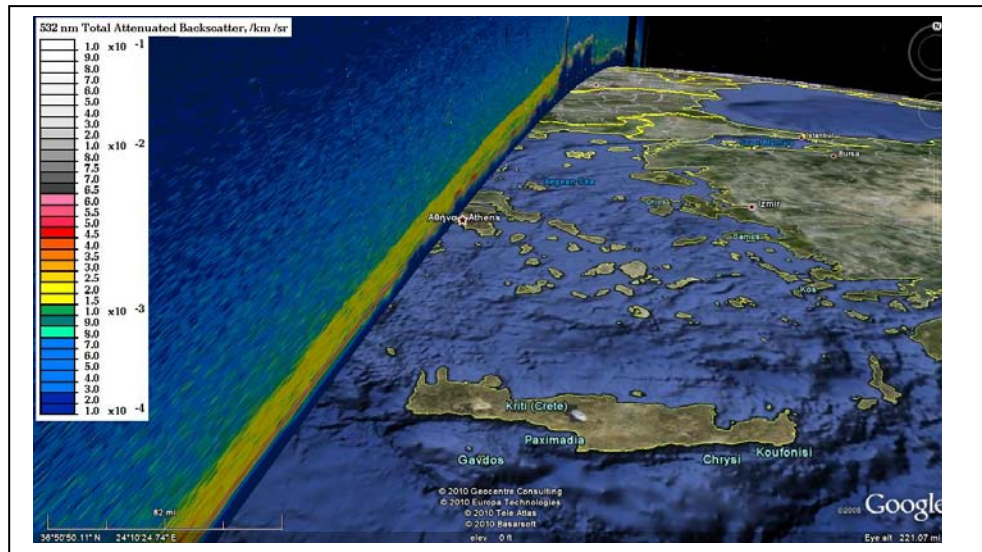 532 nm Total Attenuated Backscatter, /km /sr
1.0 x10 -1
9.0
8.0
7.0
6.0
5.0
4.0
3.0
2.0 x10 -2
1.0
8.0
7.5
7.0
6.5
6.0
5.5
5.0
4.5
4.0
3.5
3.0
2.5
2.0
1.5
1.0 x10 -3
9.0
8.0
7.0
6.0
5.0
4.0
3.0
2.0
1.0 x10 -4
N
Istanbul
Bursa
Aegean Sea
Izmir
Αθήνα Athens
Samos
Kos
Kriti (Crete)
Paximadia
Koufonisi
Gavdos
Chrysi
© 2010 Geocentre Consulting
© 2010 Europa Technologies
© 2010 Tele Atlas
© 2010 Basarsoft
©2009 Google
82 mi
36°50'50.11" N 24°10'24.74" E
elev 0 ft
Eye alt 221.07 mi